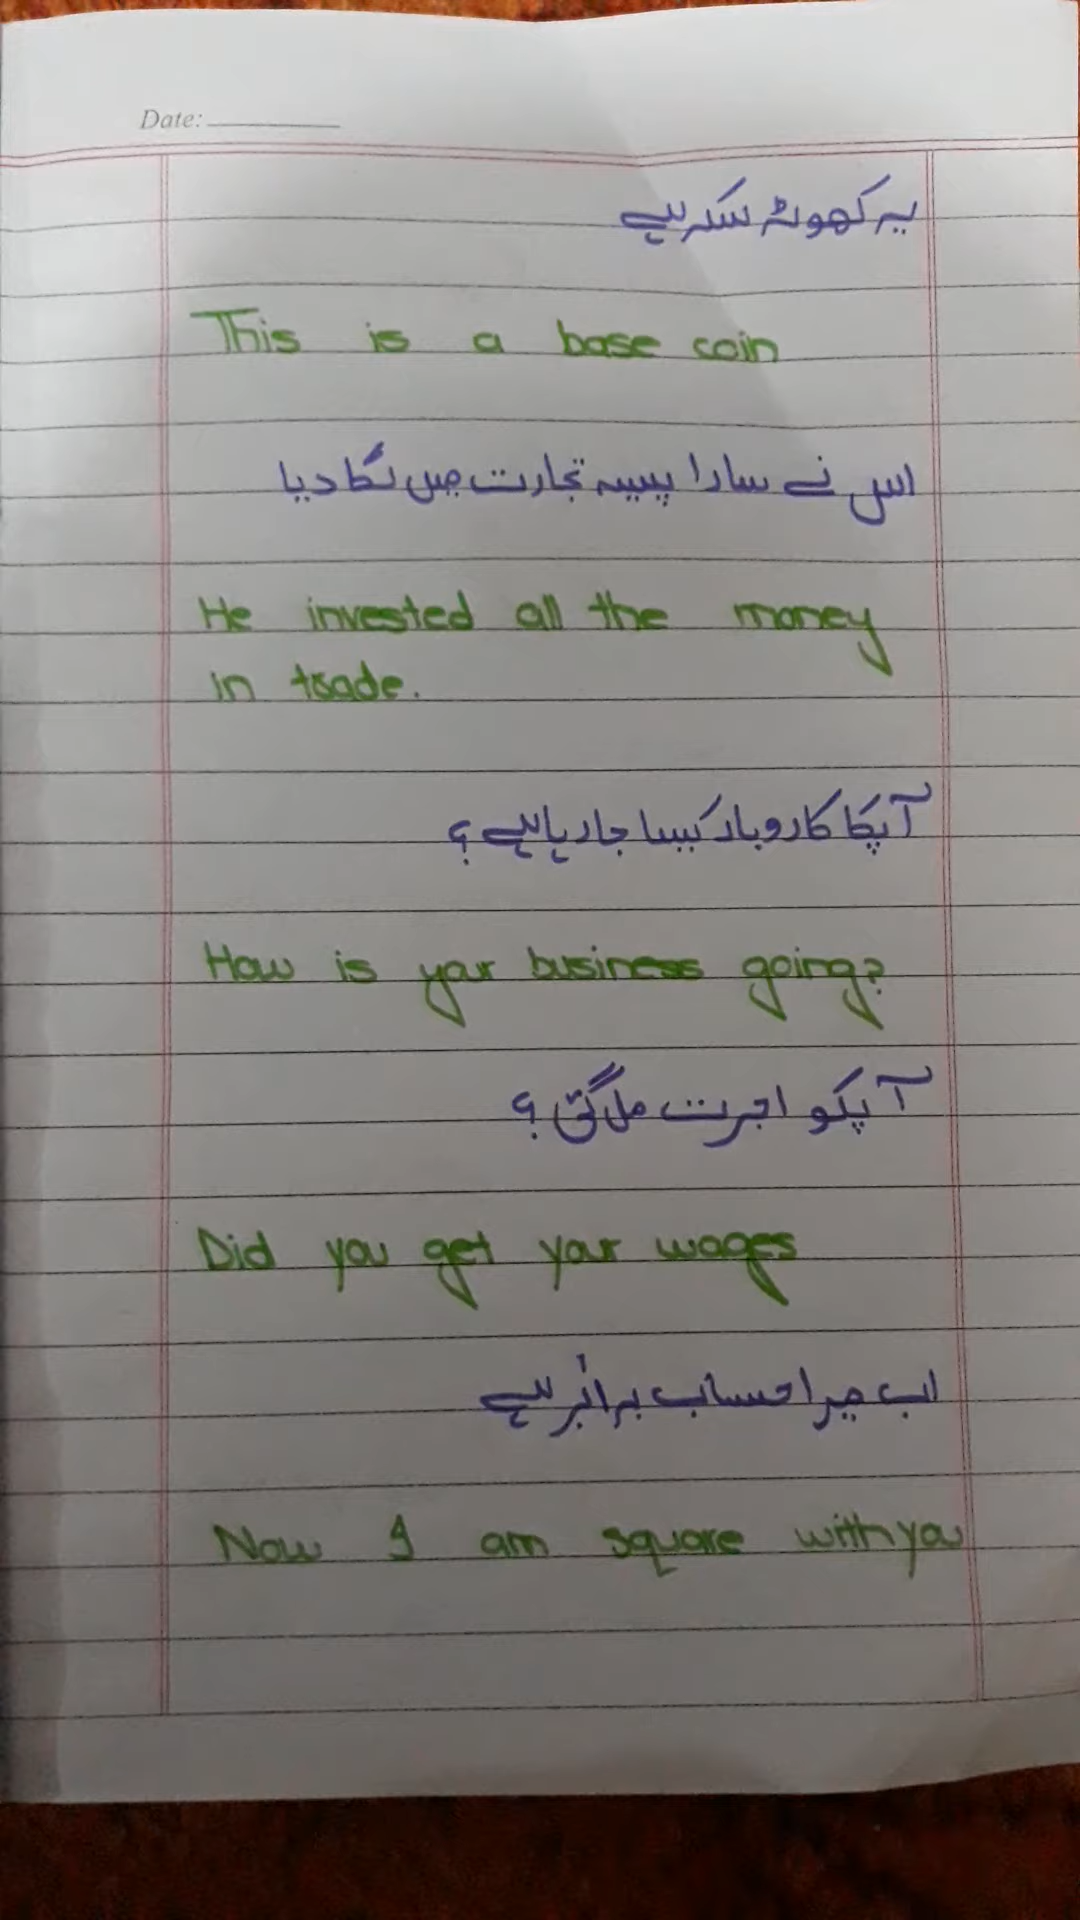 Date:
یہ کھوٹہ سکہ ہے
This is a base coin
اس نے سارا پیسہ تجارت میں لگا دیا
He invested all the money
in trade.
آپکا کاروبار کیسا جا رہا ہے؟
How is your business going?
آپکو اجرت مل گئی؟
Did you get your wages
اب میرا حساب برابر ہے
Now I am square with you